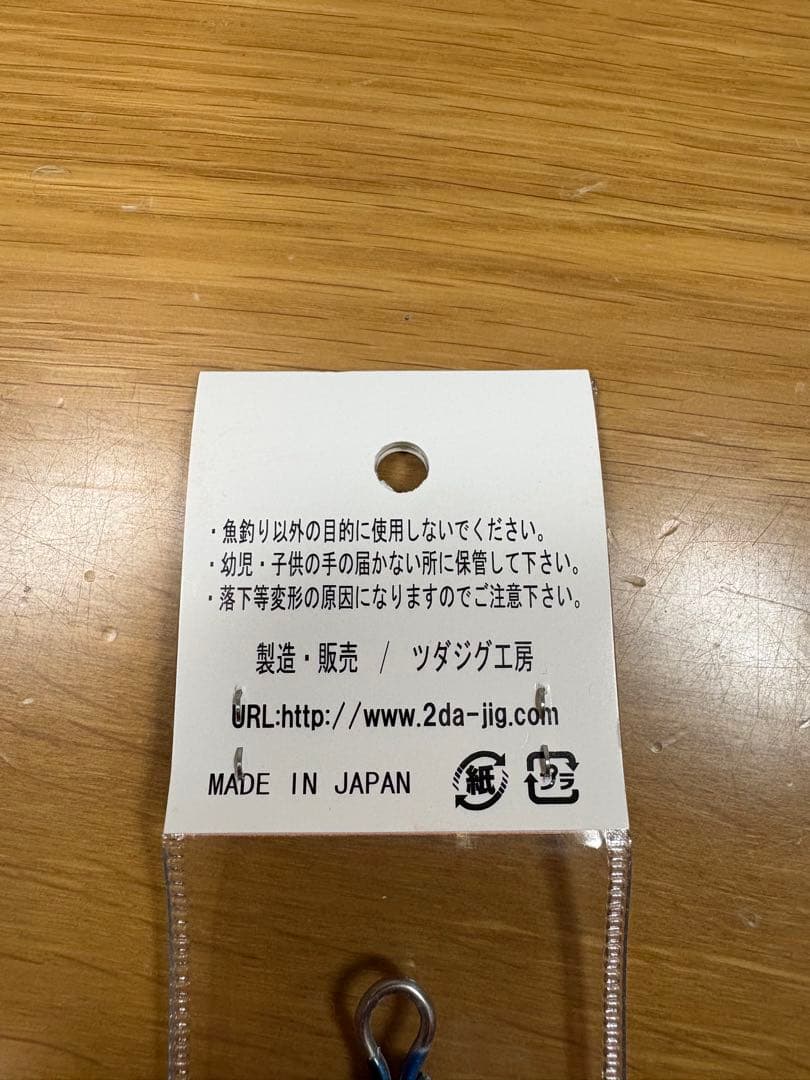 ・魚釣り以外の目的に使用しないでください。
・幼児・子供の手の届かない所に保管して下さい。
・落下等変形の原因になりますのでご注意下さい。
製造・販売 / ツダジグ工房
URL:http://www.2da-jig.com
MADE IN JAPAN 紙 プラ